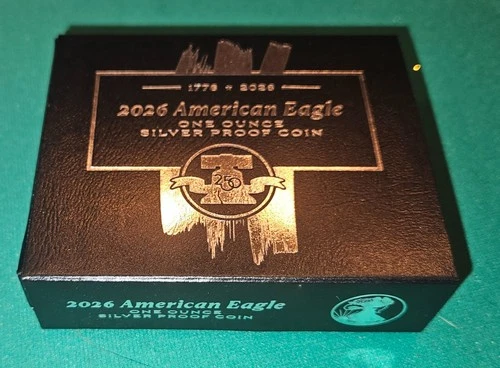 1776 ★ 2026
2026 American Eagle
ONE OUNCE
SILVER PROOF COIN
250
2026 American Eagle
ONE OUNCE
SILVER PROOF COIN